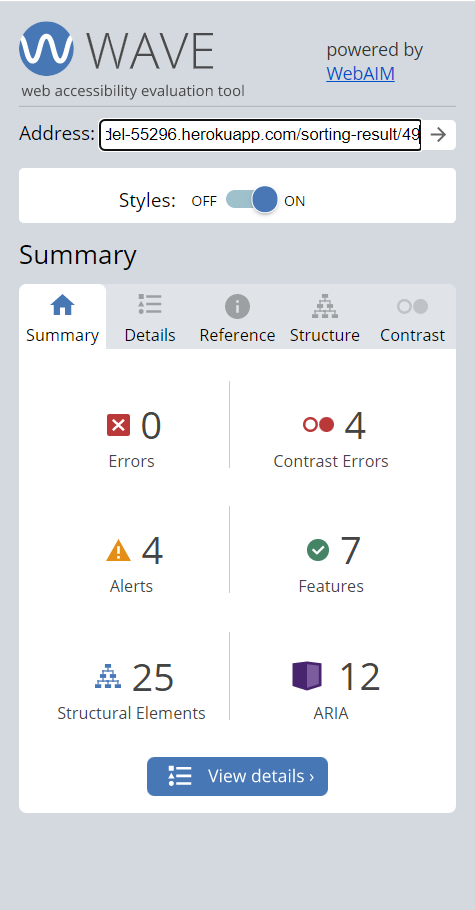 WAVE
web accessibility evaluation tool
powered by
WebAIM
Address: del-55296.herokuapp.com/sorting-result/49
Styles: OFF ON
Summary
Summary Details Reference Structure Contrast
0
Errors
4
Contrast Errors
4
Alerts
7
Features
25
Structural Elements
12
ARIA
View details ›